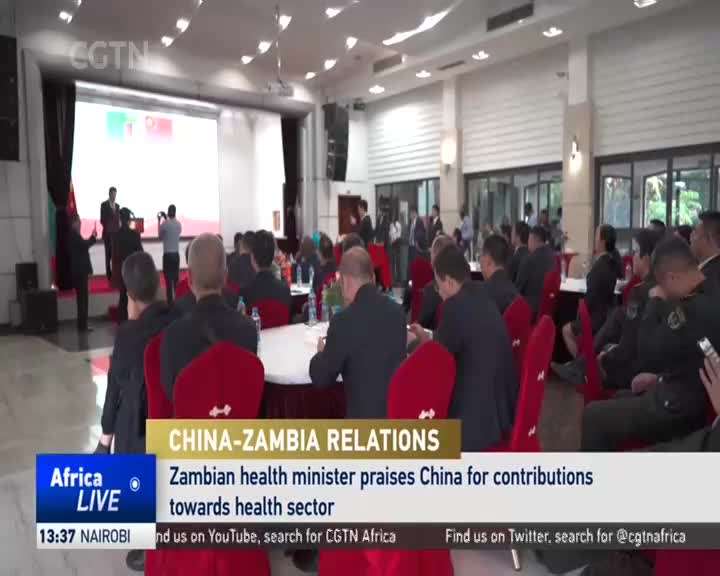 CGTN
CHINA-ZAMBIA RELATIONS
Zambian health minister praises China for contributions
towards health sector
Africa
LIVE
13:37 NAIROBI
nd us on YouTube, search for CGTN Africa
Find us on Twitter, search for @cgtnafrica